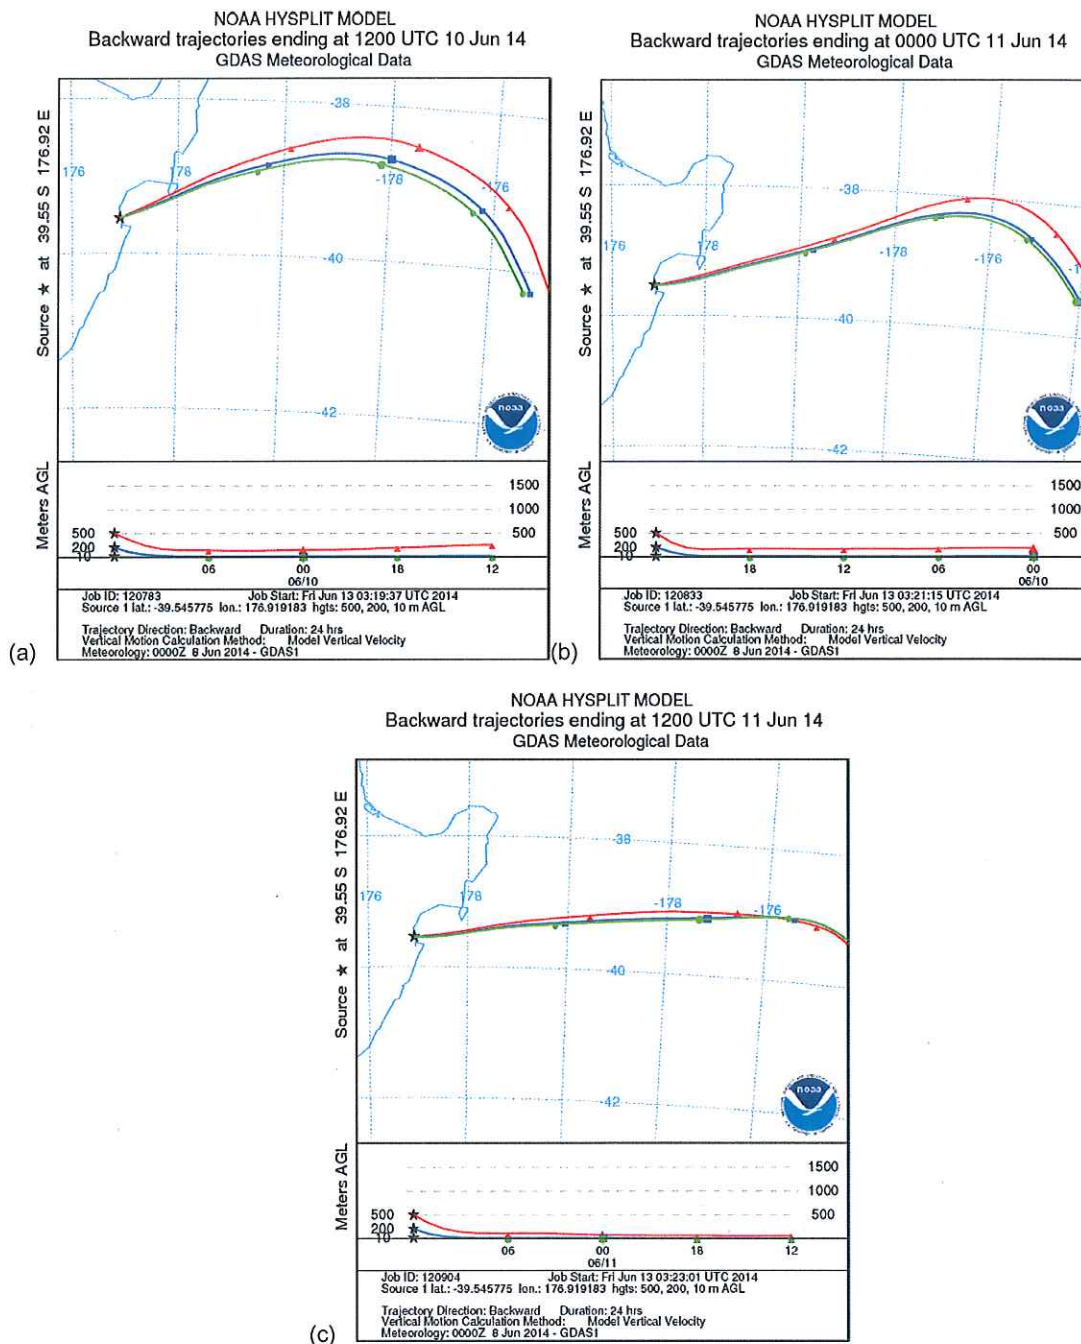 NOAA HYSPLIT MODEL
Backward trajectories ending at 1200 UTC 10 Jun 14
GDAS Meteorological Data
Source ★ at 39.55 S 176.92 E
-38
176
178
-178
-176
-40
-42
noaa
Meters AGL
1500
1000
500
500
200
10
06
00
18
12
06/10
Job ID: 120783 Job Start: Fri Jun 13 03:19:37 UTC 2014
Source 1 lat.: -39.545775 lon.: 176.919183 hgts: 500, 200, 10 m AGL
Trajectory Direction: Backward Duration: 24 hrs
Vertical Motion Calculation Method: Model Vertical Velocity
Meteorology: 0000Z 8 Jun 2014 - GDAS1
(a)
NOAA HYSPLIT MODEL
Backward trajectories ending at 0000 UTC 11 Jun 14
GDAS Meteorological Data
Source ★ at 39.55 S 176.92 E
-38
176
178
-178
-176
-40
-42
noaa
Meters AGL
1500
1000
500
500
200
10
18
12
06
00
06/10
Job ID: 120833 Job Start: Fri Jun 13 03:21:15 UTC 2014
Source 1 lat.: -39.545775 lon.: 176.919183 hgts: 500, 200, 10 m AGL
Trajectory Direction: Backward Duration: 24 hrs
Vertical Motion Calculation Method: Model Vertical Velocity
Meteorology: 0000Z 8 Jun 2014 - GDAS1
(b)
NOAA HYSPLIT MODEL
Backward trajectories ending at 1200 UTC 11 Jun 14
GDAS Meteorological Data
Source ★ at 39.55 S 176.92 E
-38
176
178
-178
-176
-40
-42
noaa
Meters AGL
1500
1000
500
500
200
10
06
00
18
12
06/11
Job ID: 120904 Job Start: Fri Jun 13 03:23:01 UTC 2014
Source 1 lat.: -39.545775 lon.: 176.919183 hgts: 500, 200, 10 m AGL
Trajectory Direction: Backward Duration: 24 hrs
Vertical Motion Calculation Method: Model Vertical Velocity
Meteorology: 0000Z 8 Jun 2014 - GDAS1
(c)